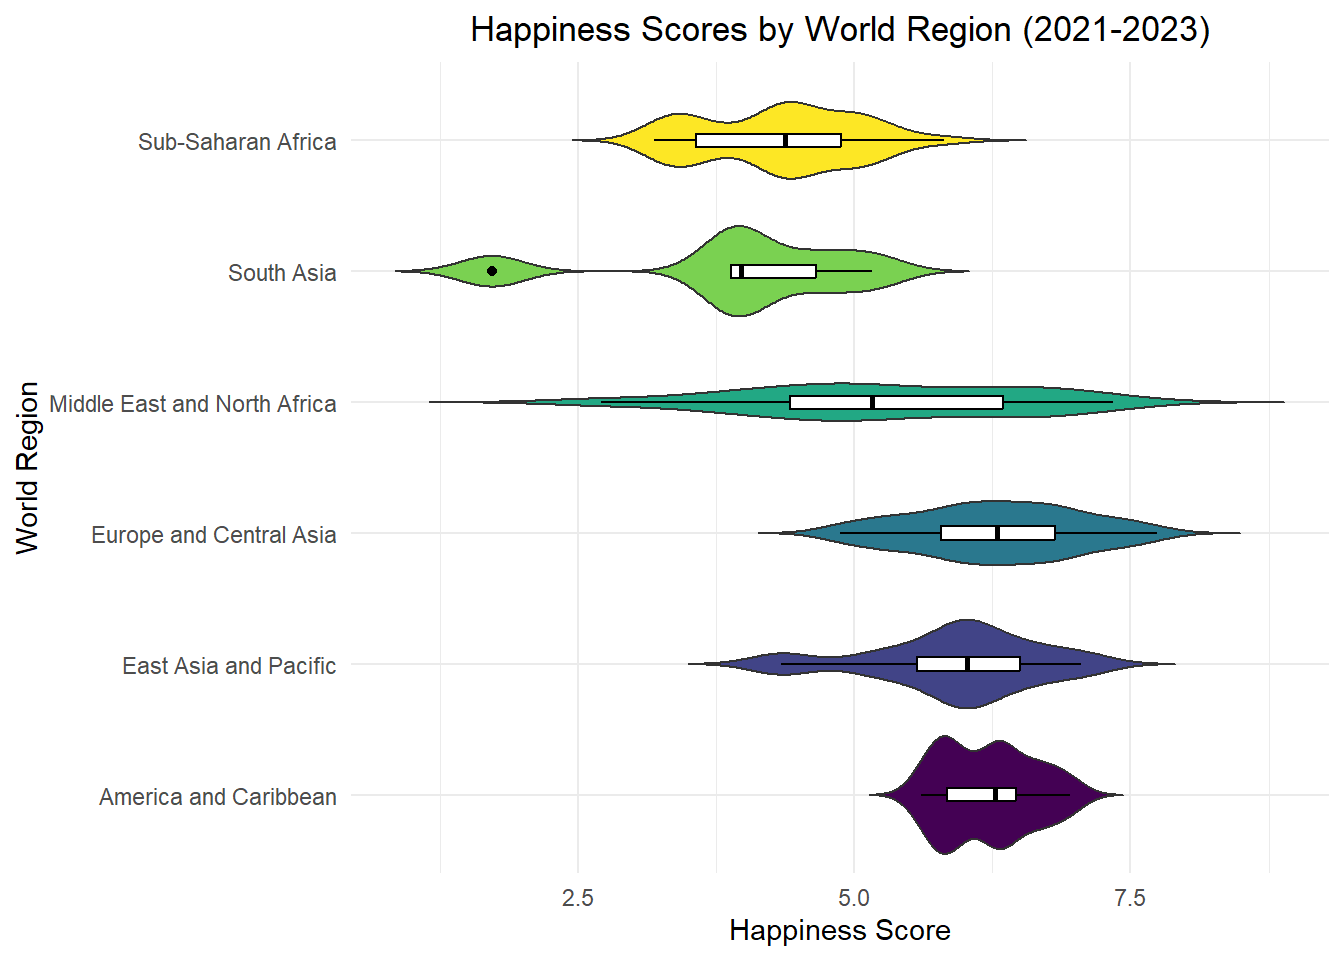 Happiness Scores by World Region (2021-2023)
World Region
Sub-Saharan Africa
South Asia
Middle East and North Africa
Europe and Central Asia
East Asia and Pacific
America and Caribbean
2.5 5.0 7.5
Happiness Score